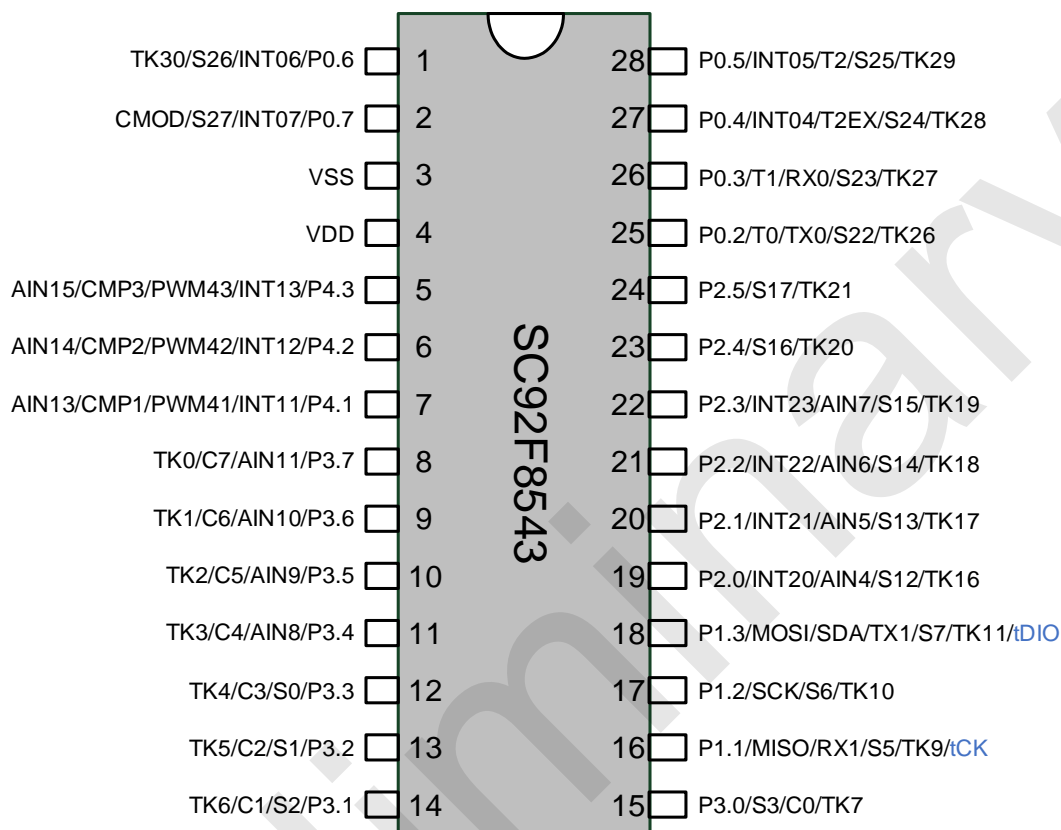 TK30/S26/INT06/P0.6 1 28 P0.5/INT05/T2/S25/TK29
CMOD/S27/INT07/P0.7 2 27 P0.4/INT04/T2EX/S24/TK28
VSS 3 26 P0.3/T1/RX0/S23/TK27
VDD 4 25 P0.2/T0/TX0/S22/TK26
AIN15/CMP3/PWM43/INT13/P4.3 5 24 P2.5/S17/TK21
AIN14/CMP2/PWM42/INT12/P4.2 6 23 P2.4/S16/TK20
AIN13/CMP1/PWM41/INT11/P4.1 7 22 P2.3/INT23/AIN7/S15/TK19
TK0/C7/AIN11/P3.7 8 21 P2.2/INT22/AIN6/S14/TK18
TK1/C6/AIN10/P3.6 9 20 P2.1/INT21/AIN5/S13/TK17
TK2/C5/AIN9/P3.5 10 19 P2.0/INT20/AIN4/S12/TK16
TK3/C4/AIN8/P3.4 11 18 P1.3/MOSI/SDA/TX1/S7/TK11/tDIO
TK4/C3/S0/P3.3 12 17 P1.2/SCK/S6/TK10
TK5/C2/S1/P3.2 13 16 P1.1/MISO/RX1/S5/TK9/tCK
TK6/C1/S2/P3.1 14 15 P3.0/S3/C0/TK7
SC92F8543